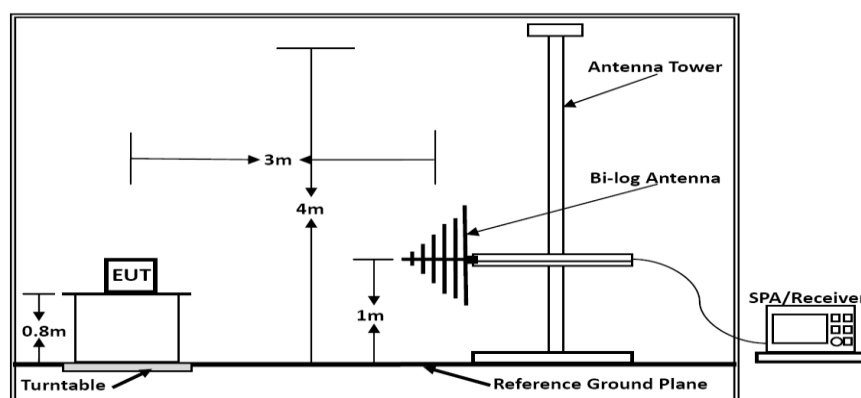 Antenna Tower
3m
Bi-log Antenna
4m
EUT
SPA/Receiver
0.8m
1m
Turntable
Reference Ground Plane